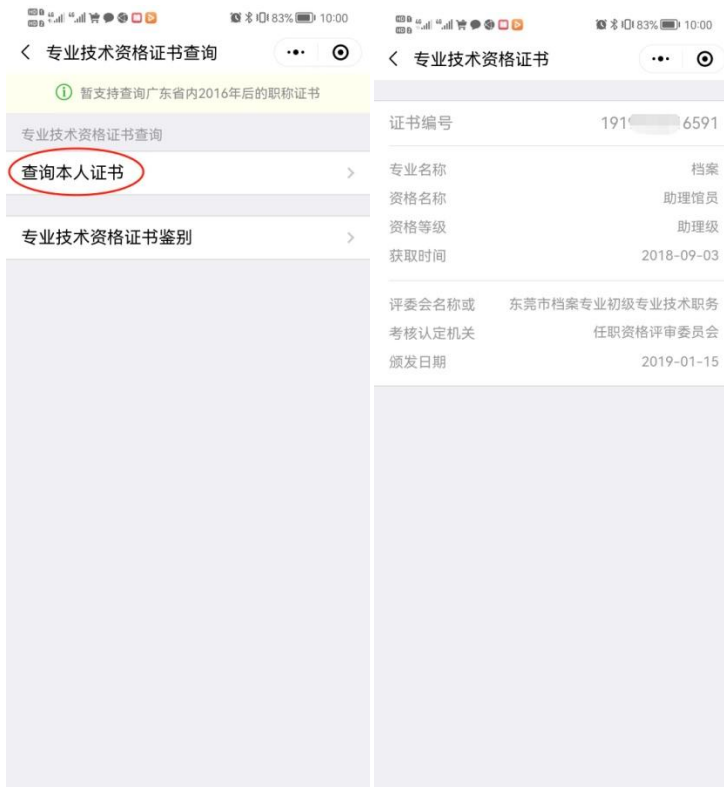 83% 10:00
专业技术资格证书查询
暂支持查询广东省内2016年后的职称证书
专业技术资格证书查询
查询本人证书
专业技术资格证书鉴别
83% 10:00
专业技术资格证书
证书编号 191 6591
专业名称 档案
资格名称 助理馆员
资格等级 助理级
获取时间 2018-09-03
评委会名称或 东莞市档案专业初级专业技术职务
考核认定机关 任职资格评审委员会
颁发日期 2019-01-15